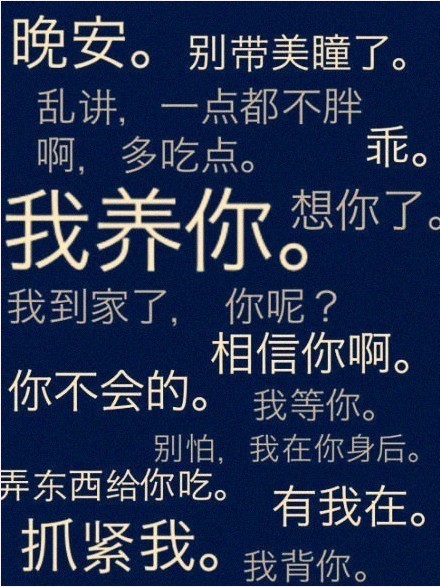 晚安。
别带美瞳了。
乱讲，一点都不胖
啊，多吃点。
乖。
我养你。
想你了。
我到家了，你呢？
相信你啊。
你不会的。
我等你。
别怕，我在你身后。
弄东西给你吃。
有我在。
抓紧我。
我背你。